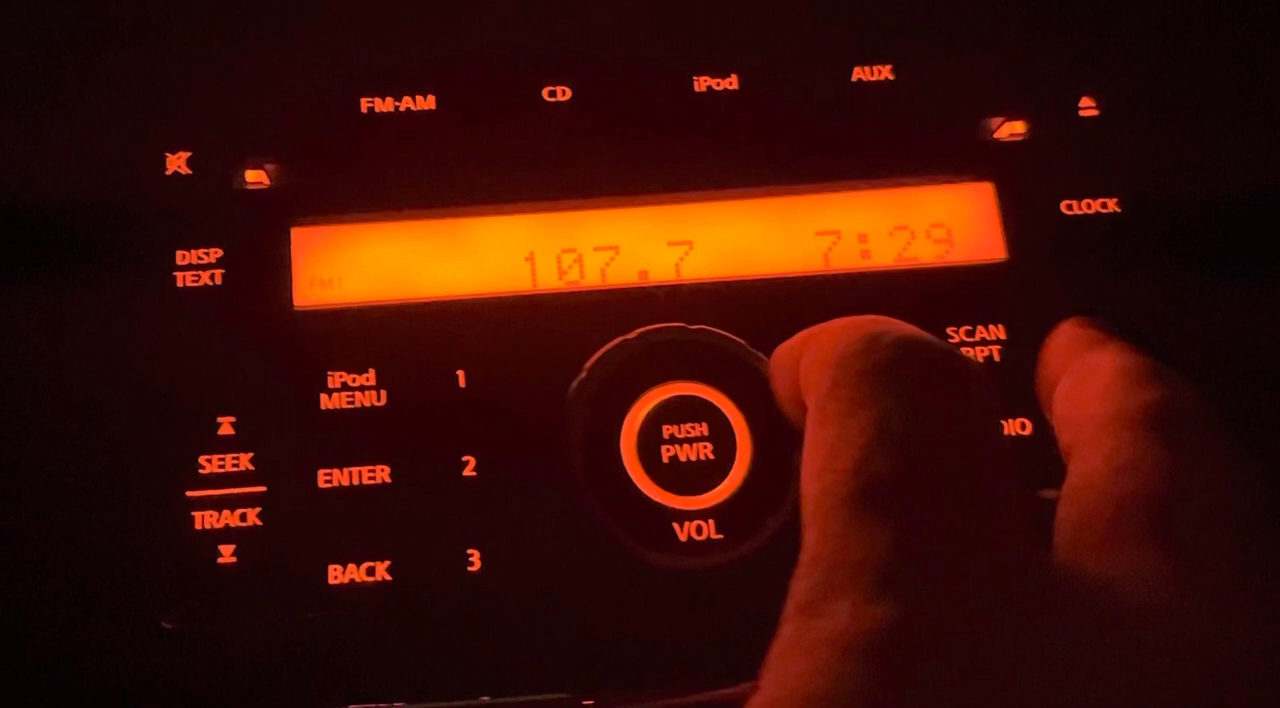 FM·AM
CD
iPod
AUX
DISP
TEXT
CLOCK
FM1
107.7
7:29
iPod
MENU
1
SCAN
RPT
SEEK
TRACK
ENTER
2
PUSH
PWR
VOL
BACK
3